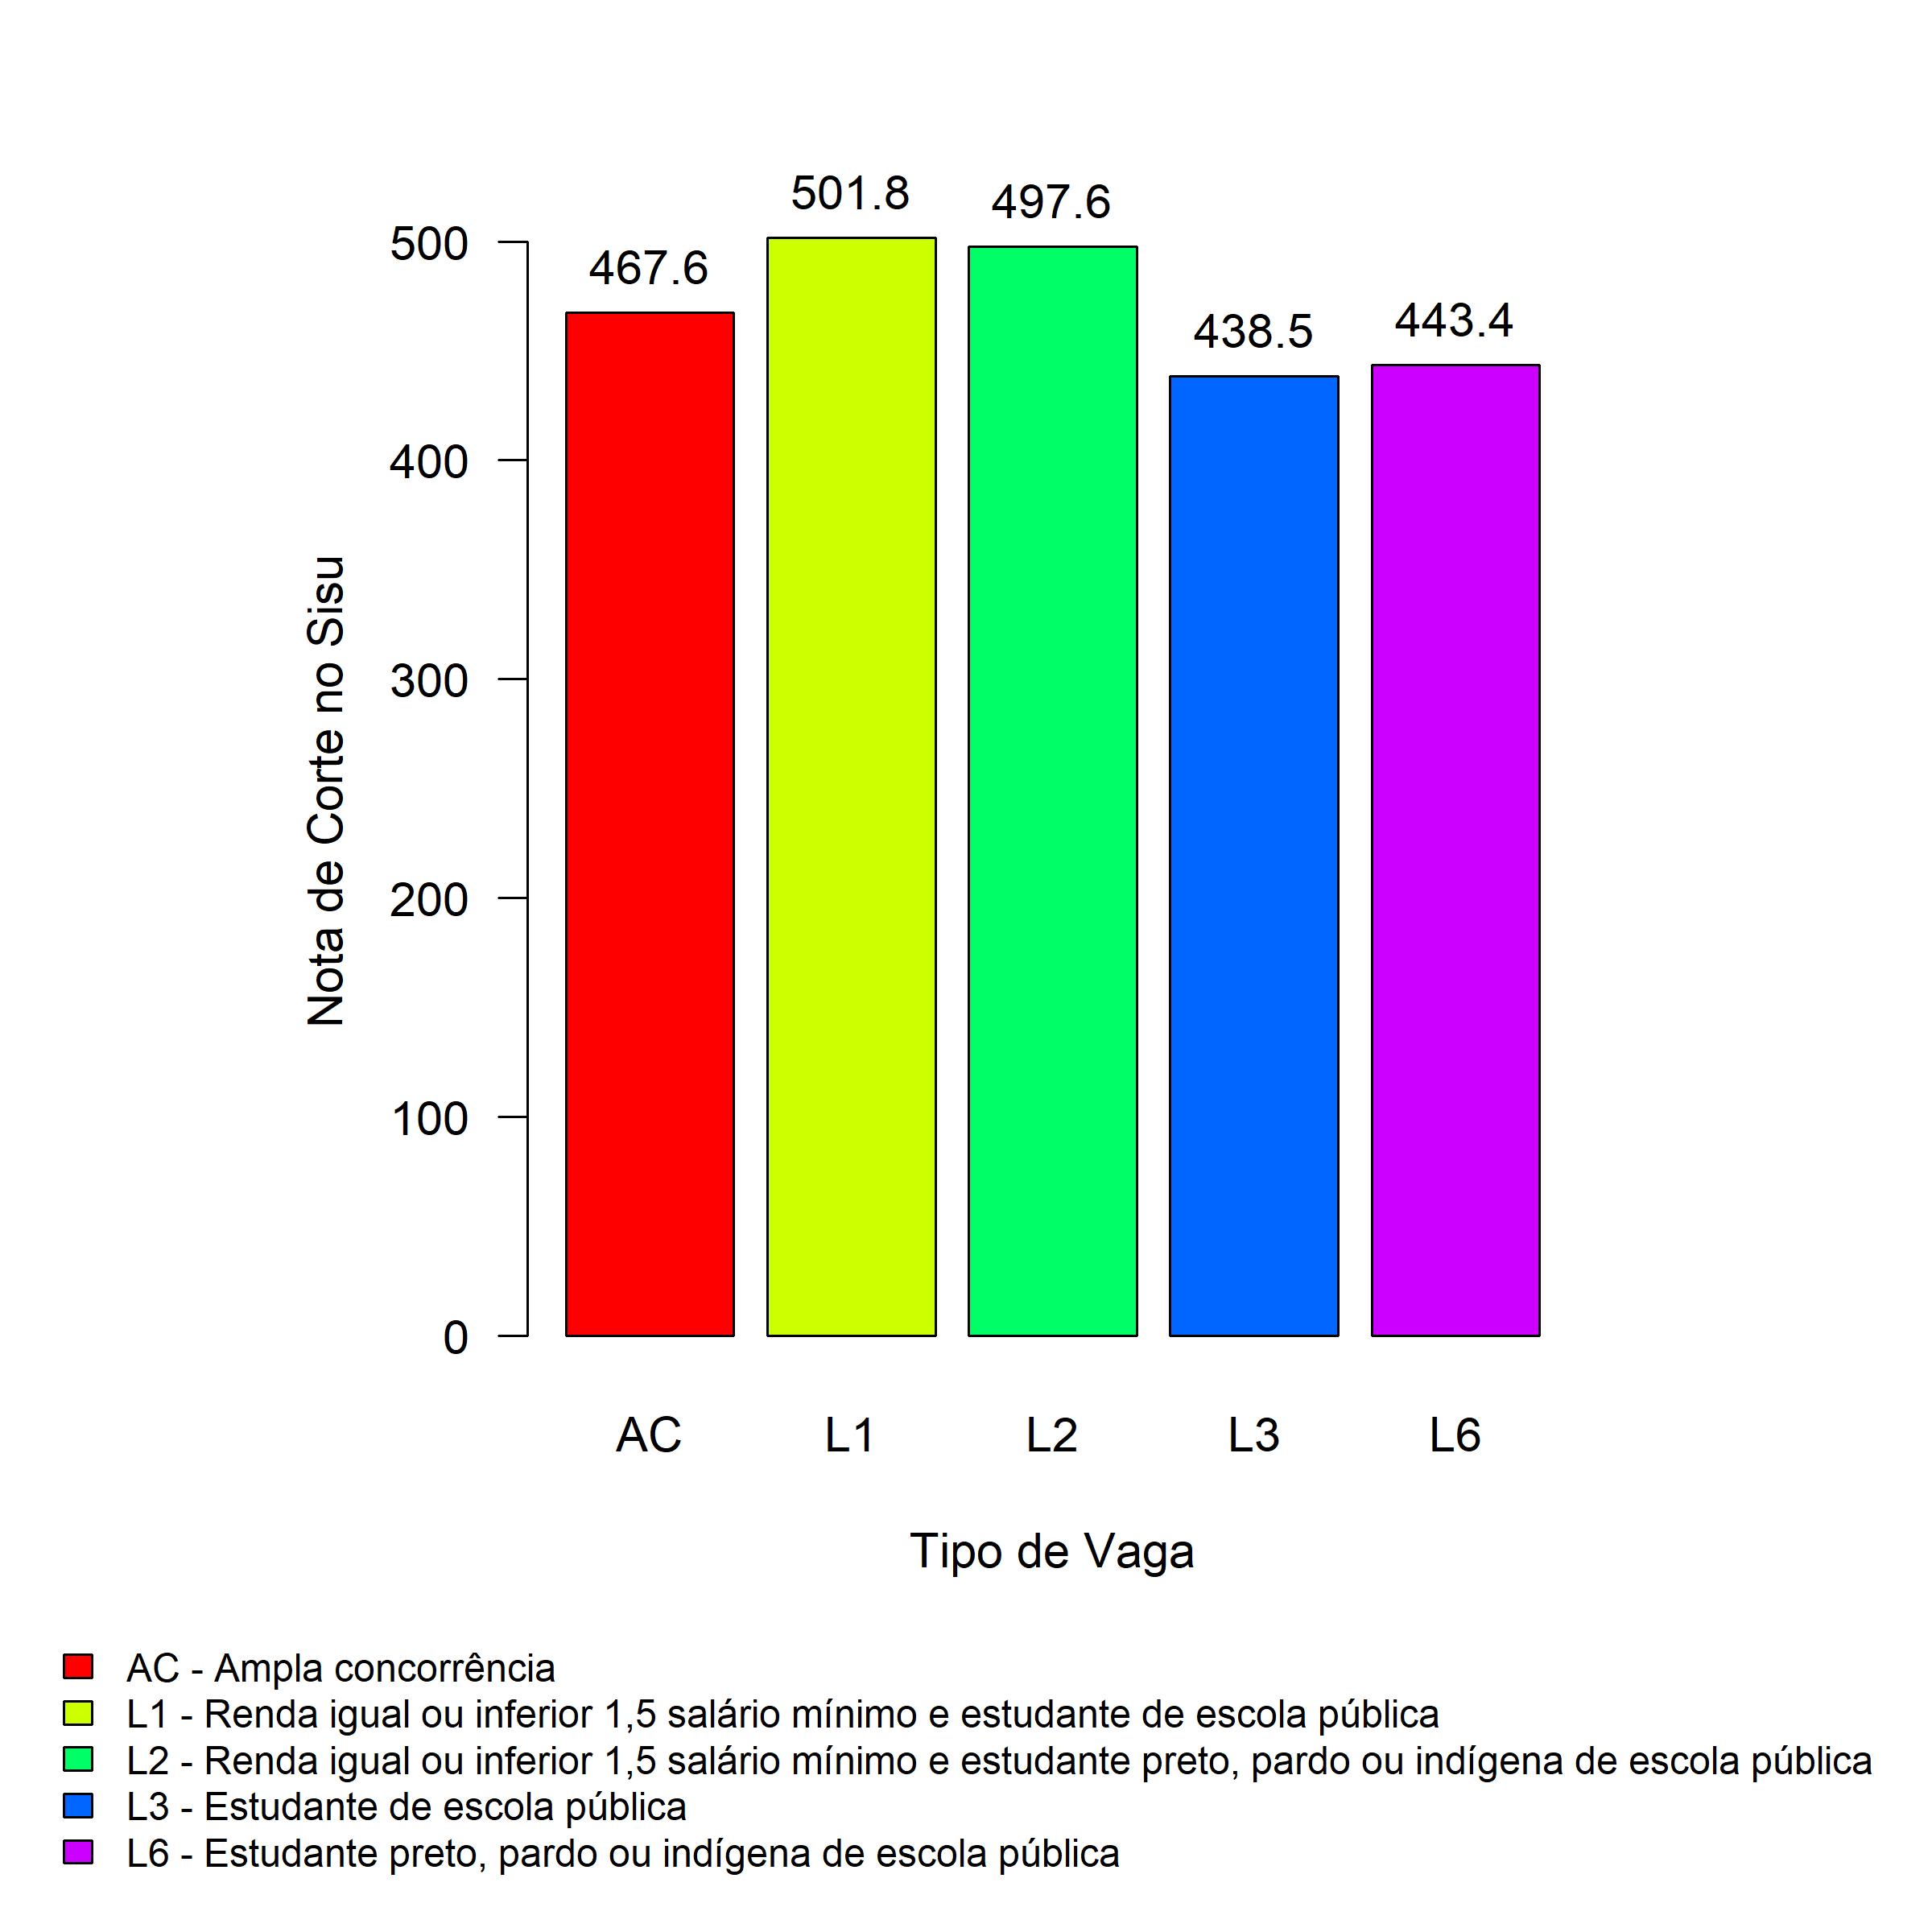 501.8
497.6
467.6
443.4
438.5
500
400
300
200
100
0
Nota de Corte no Sisu
AC L1 L2 L3 L6
Tipo de Vaga
AC - Ampla concorrência
L1 - Renda igual ou inferior 1,5 salário mínimo e estudante de escola pública
L2 - Renda igual ou inferior 1,5 salário mínimo e estudante preto, pardo ou indígena de escola pública
L3 - Estudante de escola pública
L6 - Estudante preto, pardo ou indígena de escola pública